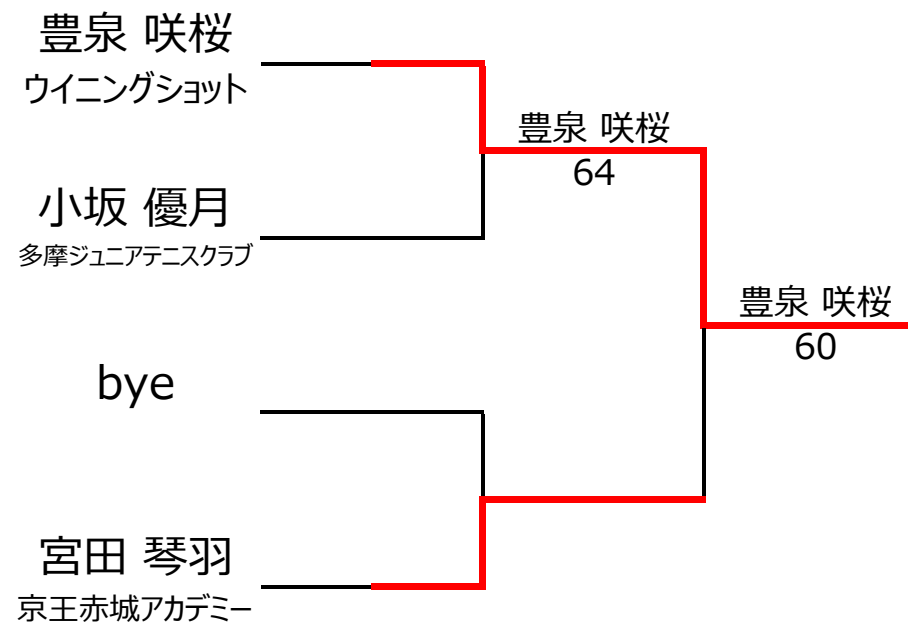 豊泉 咲桜
ウイニングショット
豊泉 咲桜
64
小坂 優月
多摩ジュニアテニスクラブ
豊泉 咲桜
60
bye
宮田 琴羽
京王赤城アカデミー